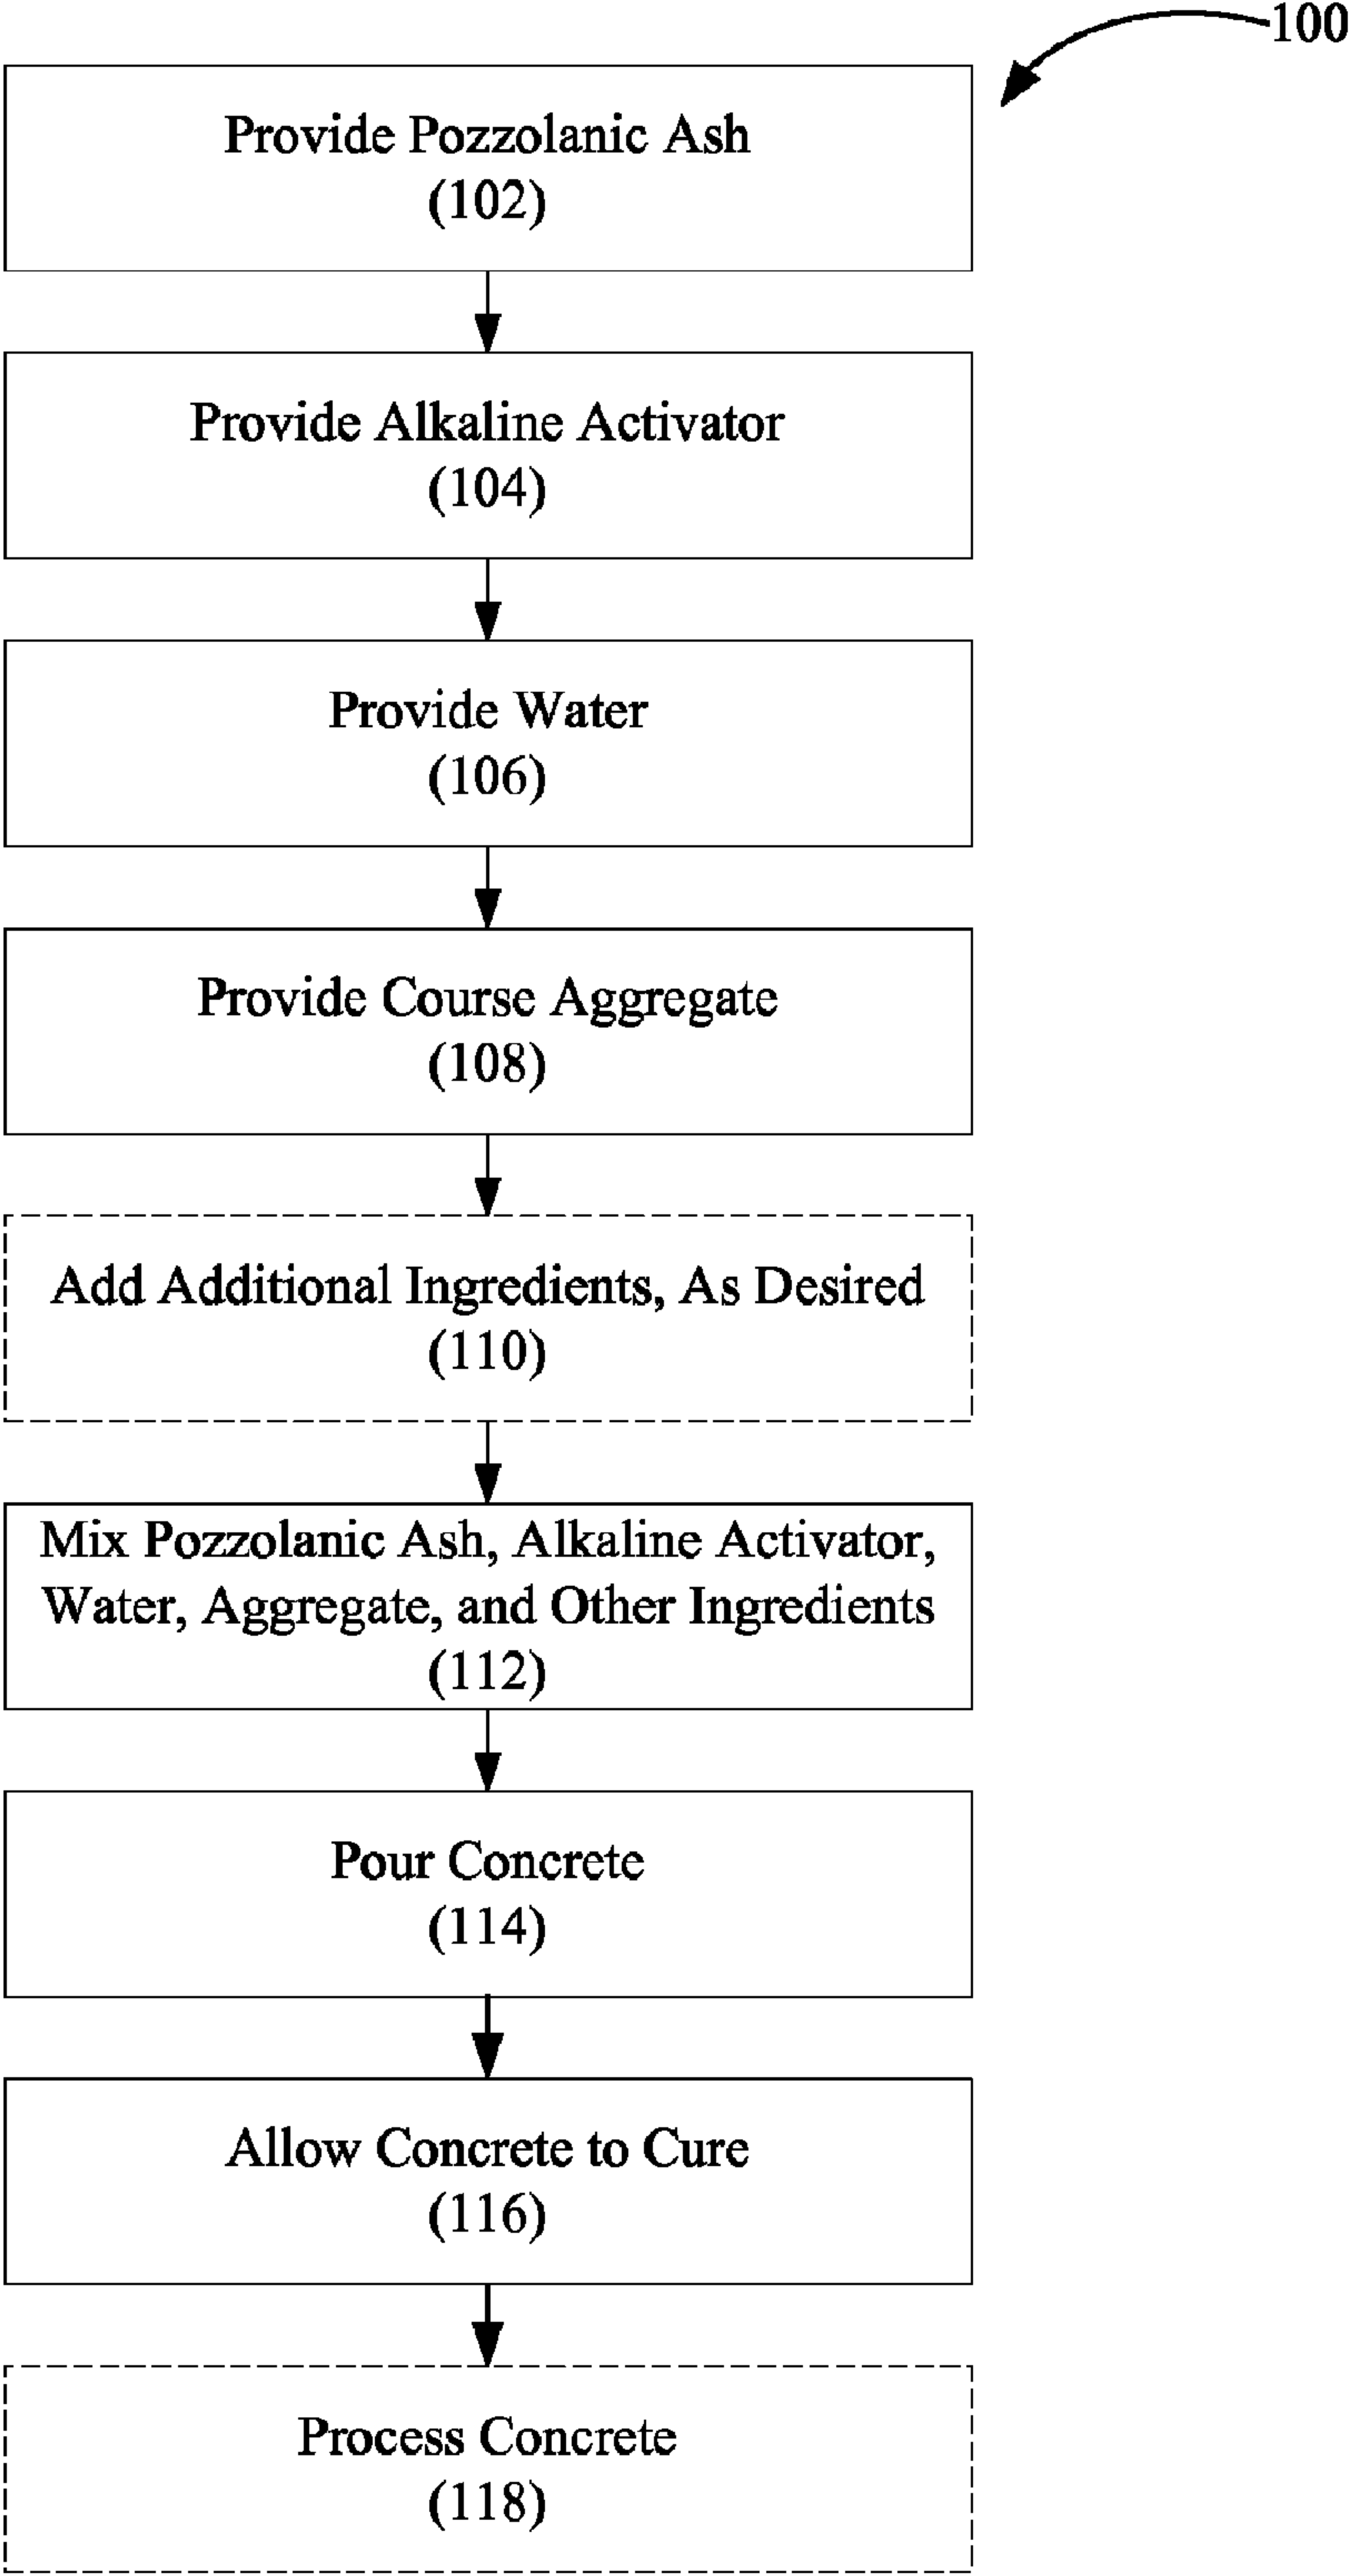 100
Provide Pozzolanic Ash
(102)
Provide Alkaline Activator
(104)
Provide Water
(106)
Provide Course Aggregate
(108)
Add Additional Ingredients, As Desired
(110)
Mix Pozzolanic Ash, Alkaline Activator,
Water, Aggregate, and Other Ingredients
(112)
Pour Concrete
(114)
Allow Concrete to Cure
(116)
Process Concrete
(118)